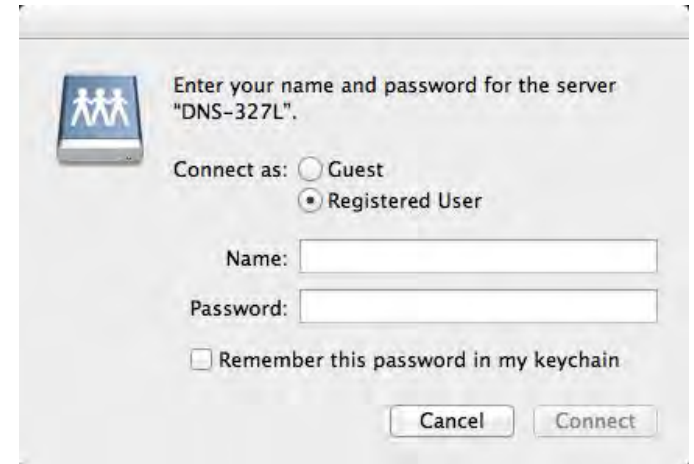 Enter your name and password for the server
"DNS-327L".
Connect as: Guest
Registered User
Name:
Password:
Remember this password in my keychain
Cancel Connect